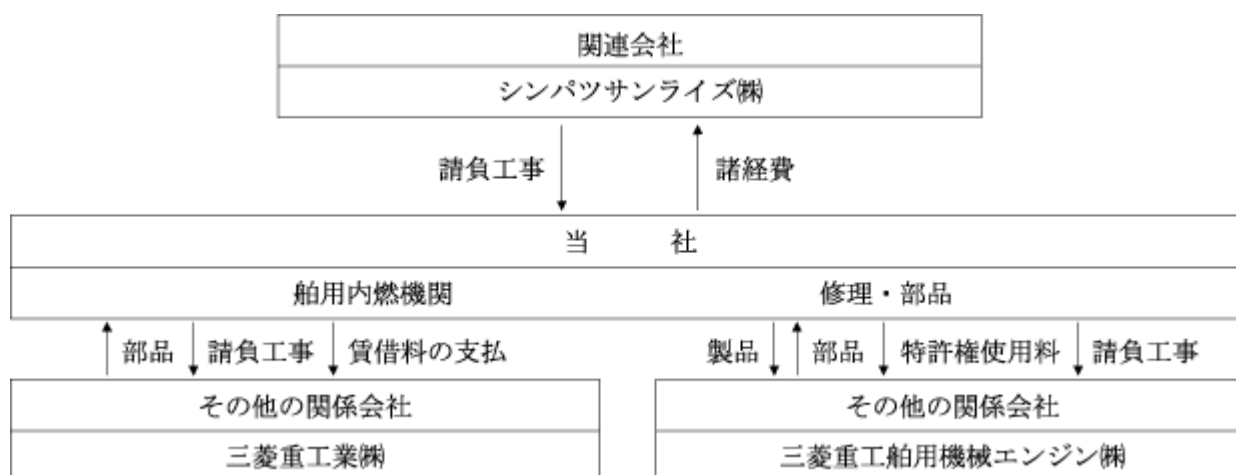 関連会社
シンパツサンライズ㈱
請負工事 諸経費
当 社
舶用内燃機関 修理・部品
部品 請負工事 賃借料の支払 製品 部品 特許権使用料 請負工事
その他の関係会社 その他の関係会社
三菱重工業㈱ 三菱重工舶用機械エンジン㈱